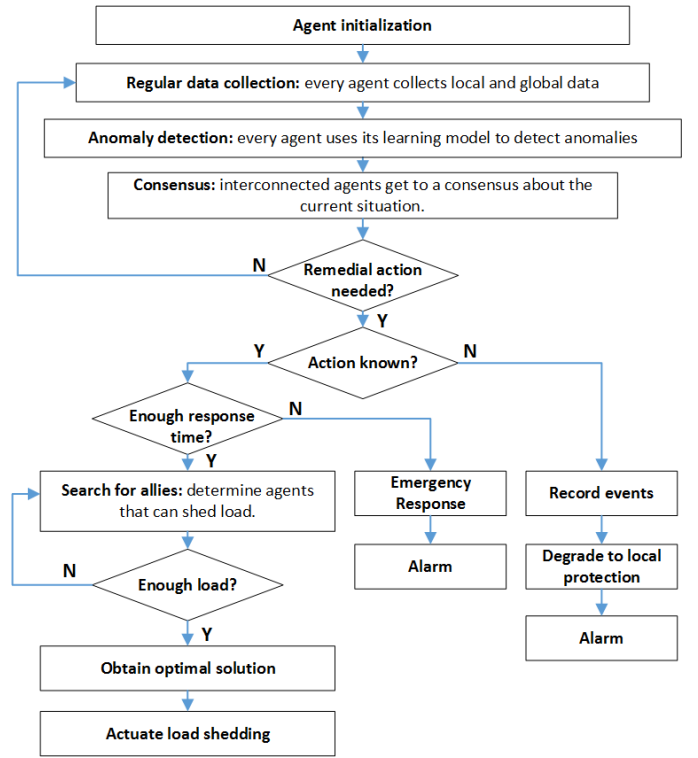 Agent initialization
Regular data collection: every agent collects local and global data
Anomaly detection: every agent uses its learning model to detect anomalies
Consensus: interconnected agents get to a consensus about the
current situation.
N
Remedial action
needed?
Y
Y
Action known?
N
Enough response
time?
N
Y
Search for allies: determine agents
that can shed load.
Emergency
Response
Record events
N
Enough load?
Alarm
Degrade to local
protection
Y
Alarm
Obtain optimal solution
Actuate load shedding